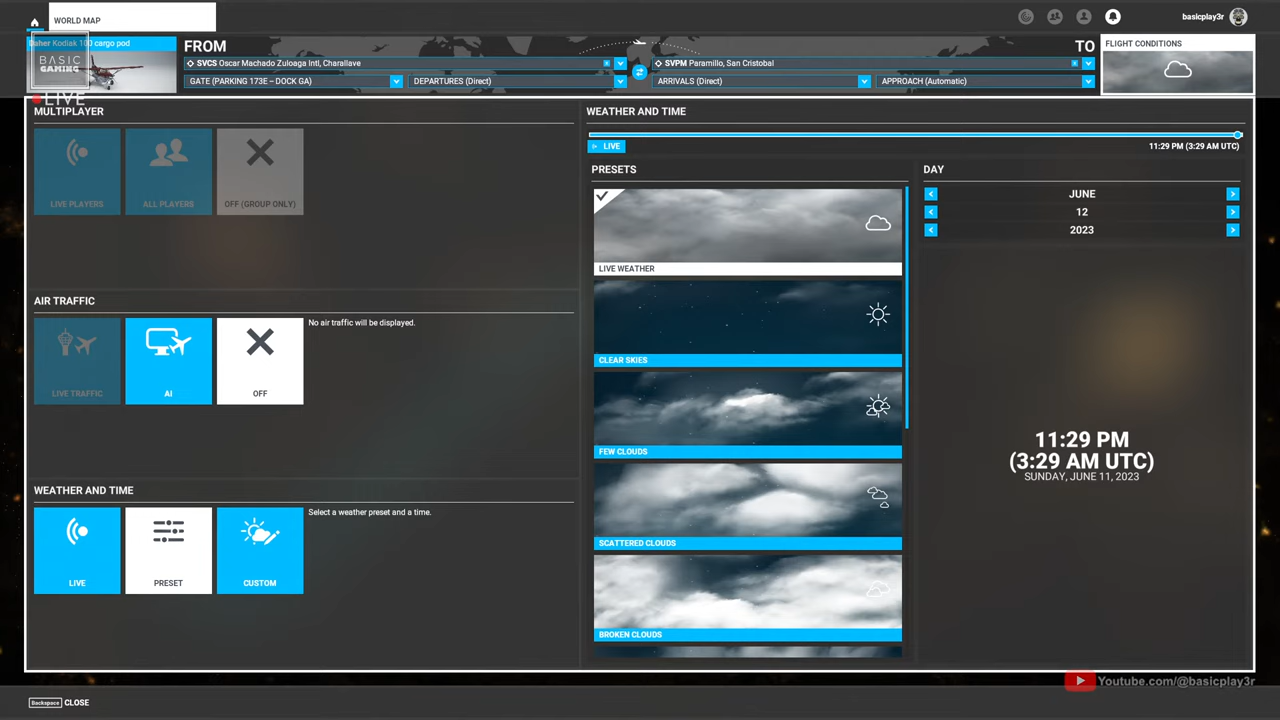 WORLD MAP
basicplay3r
Daher Kodiak 100 cargo pod
BASIC
GAMING
LIVE
FROM
SVCS Oscar Machado Zuloaga Intl, Charallave
GATE (PARKING 173E – DOCK GA)
DEPARTURES (Direct)
TO
SVPM Paramillo, San Cristobal
ARRIVALS (Direct)
APPROACH (Automatic)
FLIGHT CONDITIONS
MULTIPLAYER
LIVE PLAYERS
ALL PLAYERS
OFF (GROUP ONLY)
AIR TRAFFIC
LIVE TRAFFIC
AI
OFF
No air traffic will be displayed.
WEATHER AND TIME
LIVE
PRESET
CUSTOM
Select a weather preset and a time.
WEATHER AND TIME
LIVE
11:29 PM (3:29 AM UTC)
PRESETS
LIVE WEATHER
CLEAR SKIES
FEW CLOUDS
SCATTERED CLOUDS
BROKEN CLOUDS
DAY
JUNE
12
2023
11:29 PM
(3:29 AM UTC)
SUNDAY, JUNE 11, 2023
Youtube.com/@basicplay3r
Backspace CLOSE